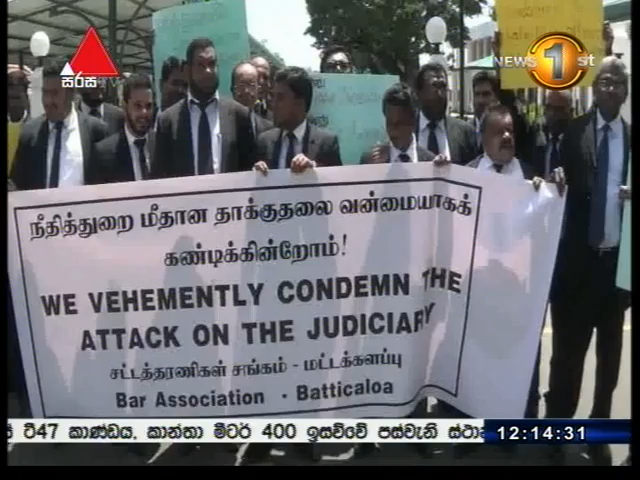 සිරස
NEWS 1st
நீதித்துறை மீதான தாக்குதலை வன்மையாகக்
கண்டிக்கின்றோம்!
WE VEHEMENTLY CONDEMN THE
ATTACK ON THE JUDICIARY
சட்டத்தரணிகள் சங்கம் - மட்டக்களப்பு
Bar Association - Batticaloa
ටී47 කාණ්ඩය, කාන්තා මීටර් 400 ඉසව්වේ පස්වැනි ස්ථාන
12:14:31